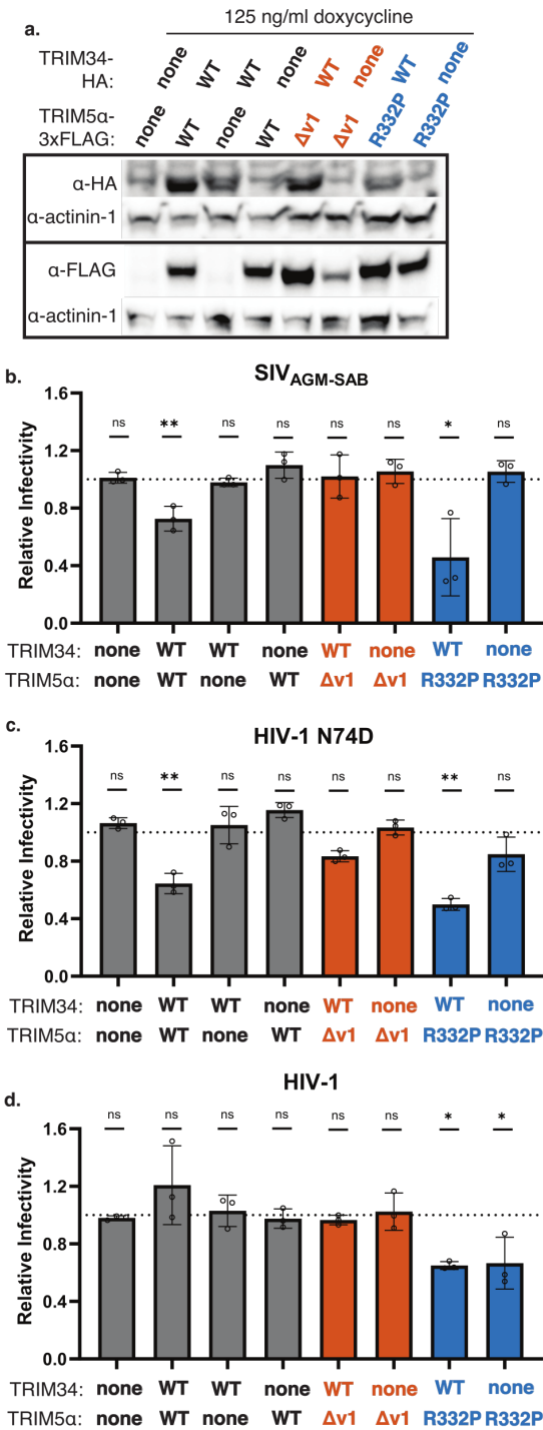 a.
125 ng/ml doxycycline
TRIM34-HA: none WT WT none WT none WT none
TRIM5α-3xFLAG: none WT none WT Δv1 Δv1 R332P R332P
α-HA
α-actinin-1
α-FLAG
α-actinin-1
b.
SIVAGM-SAB
Relative Infectivity
1.6
1.2
0.8
0.4
0.0
ns ** ns ns ns ns * ns
TRIM34: none WT WT none WT none WT none
TRIM5α: none WT none WT Δv1 Δv1 R332P R332P
c.
HIV-1 N74D
Relative Infectivity
1.6
1.2
0.8
0.4
0.0
ns ** ns ns ns ns ** ns
TRIM34: none WT WT none WT none WT none
TRIM5α: none WT none WT Δv1 Δv1 R332P R332P
d.
HIV-1
Relative Infectivity
1.6
1.2
0.8
0.4
0.0
ns ns ns ns ns ns * *
TRIM34: none WT WT none WT none WT none
TRIM5α: none WT none WT Δv1 Δv1 R332P R332P